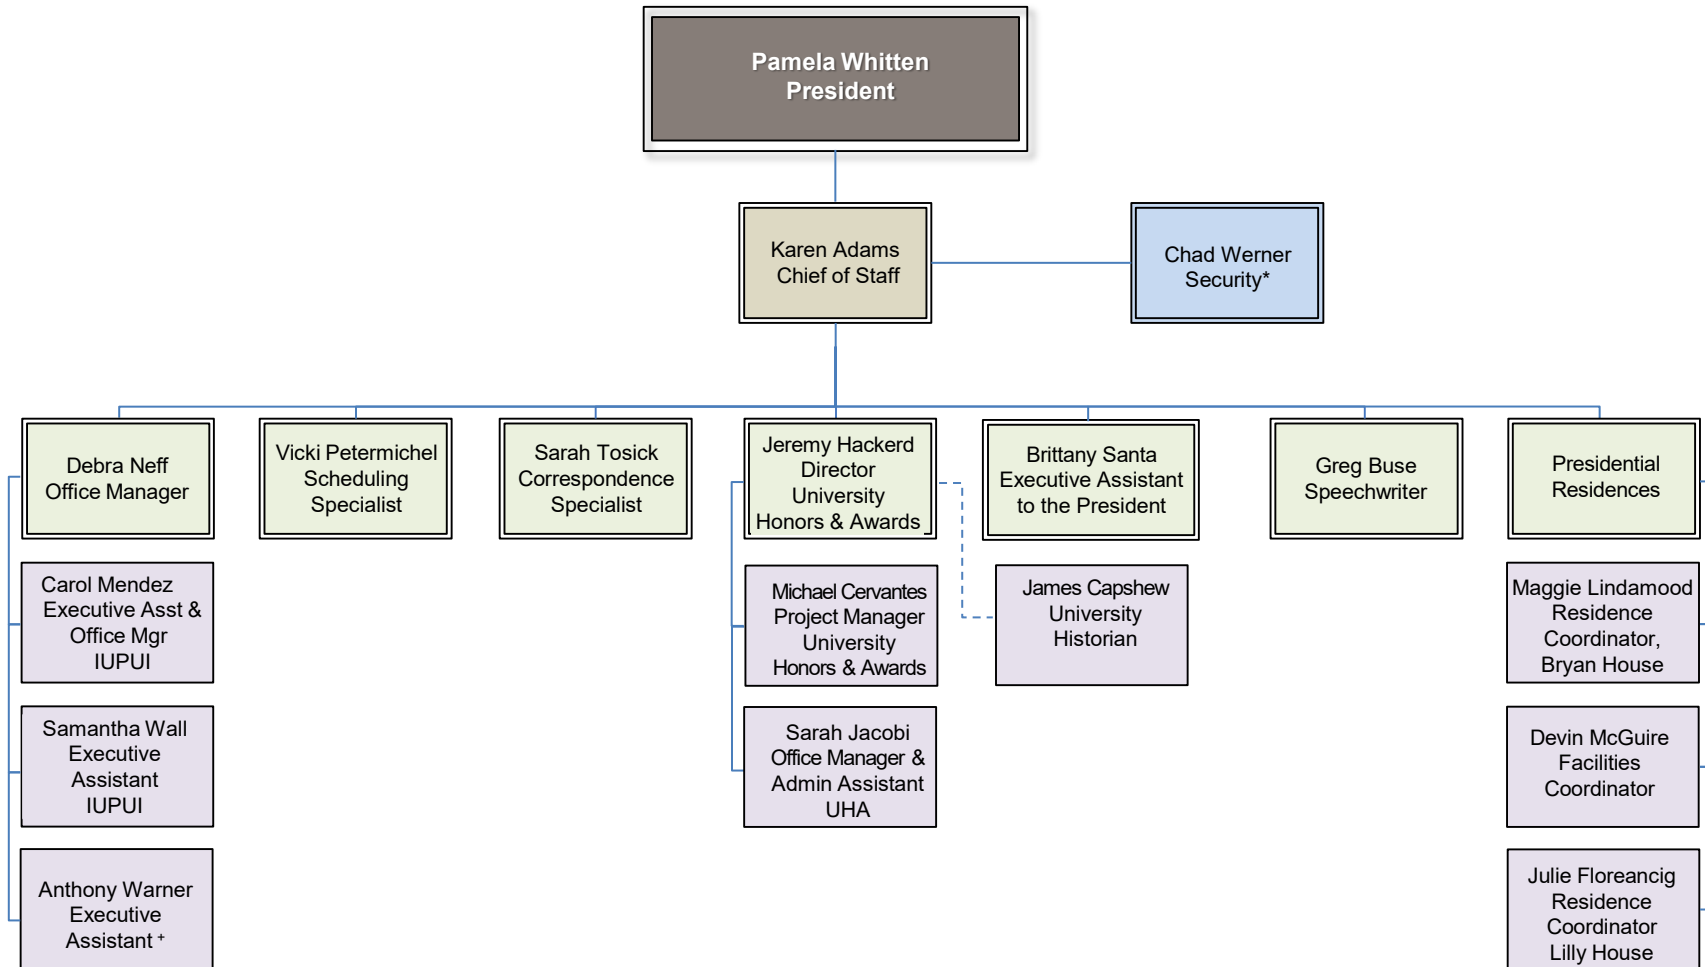 Pamela Whitten
President
Karen Adams
Chief of Staff
Chad Werner
Security*
Debra Neff
Office Manager
Vicki Petermichel
Scheduling
Specialist
Sarah Tosick
Correspondence
Specialist
Jeremy Hackerd
Director
University
Honors & Awards
Brittany Santa
Executive Assistant
to the President
Greg Buse
Speechwriter
Presidential
Residences
Carol Mendez
Executive Asst &
Office Mgr
IUPUI
Michael Cervantes
Project Manager
University
Honors & Awards
James Capshew
University
Historian
Maggie Lindamood
Residence
Coordinator,
Bryan House
Samantha Wall
Executive
Assistant
IUPUI
Sarah Jacobi
Office Manager &
Admin Assistant
UHA
Devin McGuire
Facilities
Coordinator
Anthony Warner
Executive
Assistant +
Julie Floreancig
Residence
Coordinator
Lilly House